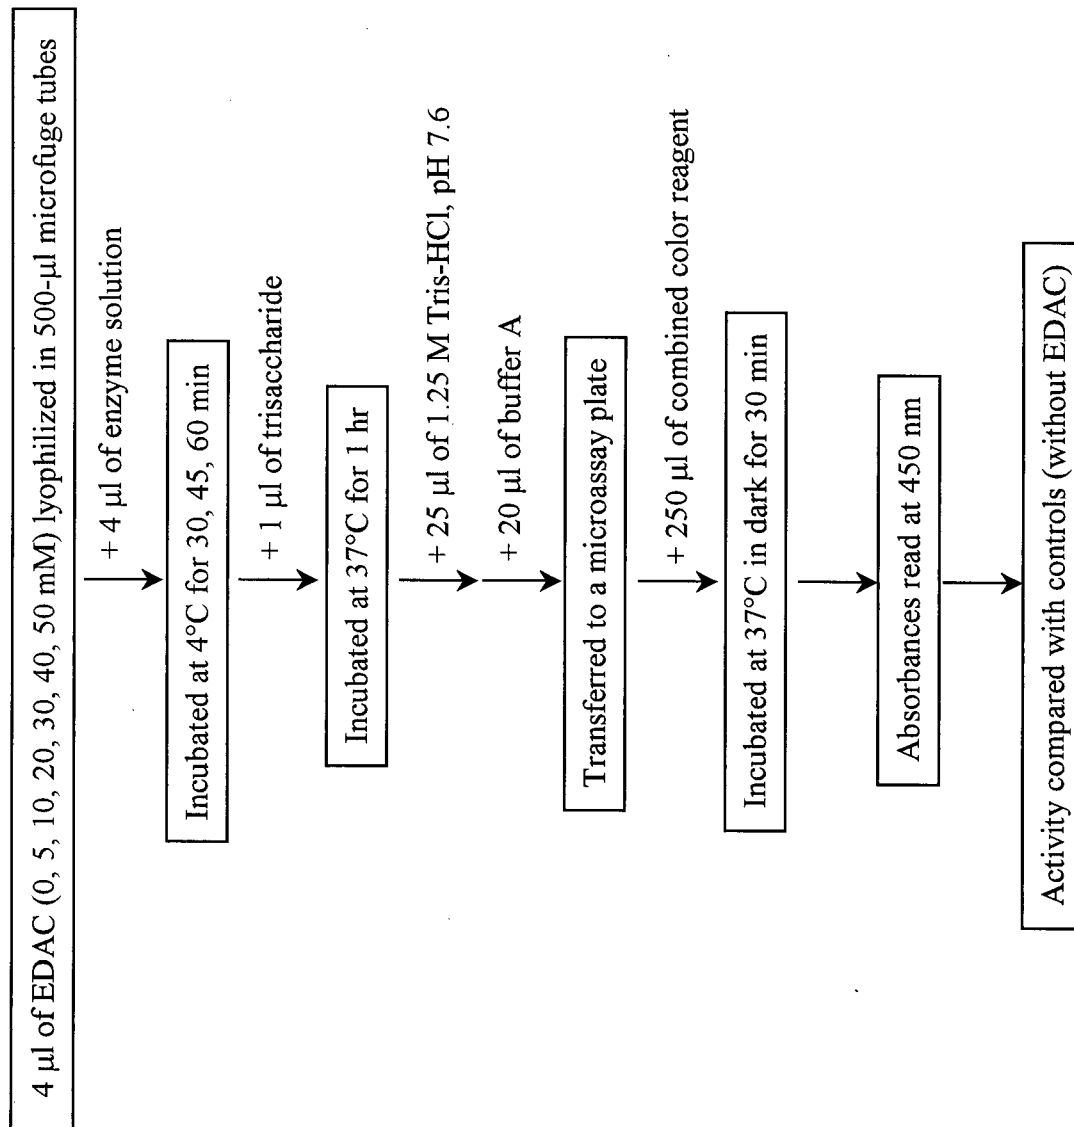 4 µl of EDAC (0, 5, 10, 20, 30, 40, 50 mM) lyophilized in 500-µl microfuge tubes
+ 4 µl of enzyme solution
Incubated at 4°C for 30, 45, 60 min
+ 1 µl of trisaccharide
Incubated at 37°C for 1 hr
+ 25 µl of 1.25 M Tris-HCl, pH 7.6
+ 20 µl of buffer A
Transferred to a microassay plate
+ 250 µl of combined color reagent
Incubated at 37°C in dark for 30 min
Absorbances read at 450 nm
Activity compared with controls (without EDAC)